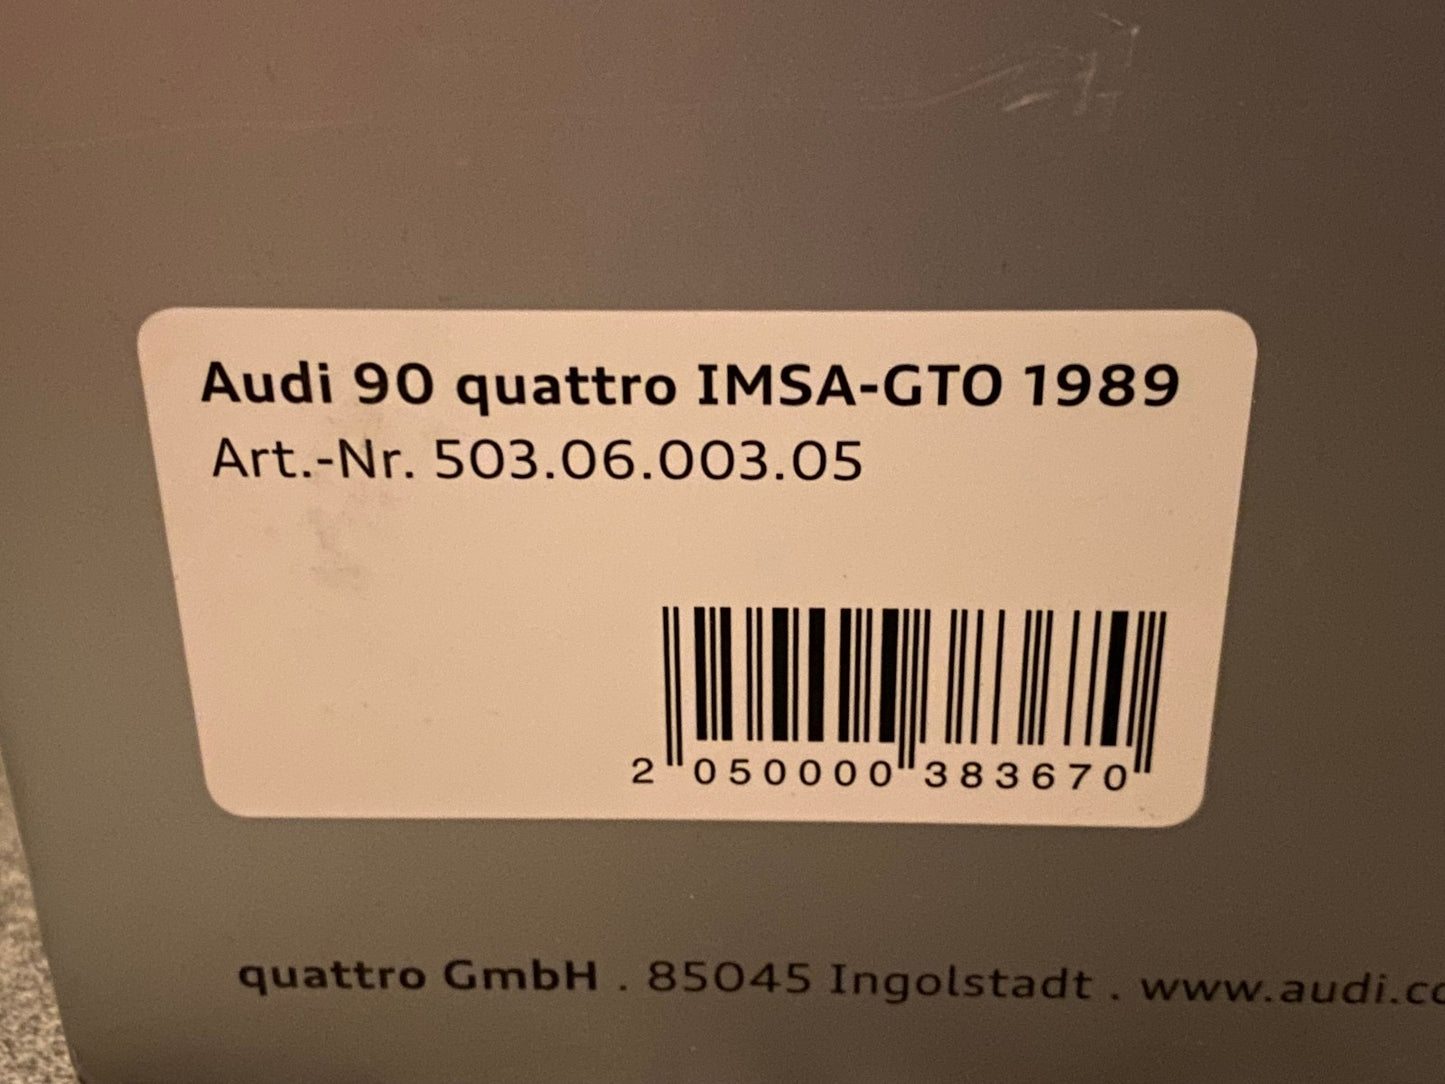 Audi 90 quattro IMSA-GTO 1989
Art.-Nr. 503.06.003.05
2 050000 383670
quattro GmbH . 85045 Ingolstadt . www.audi.co